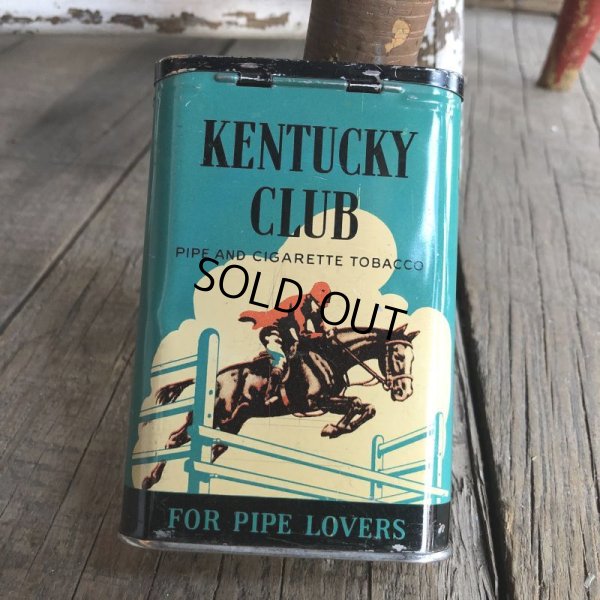 KENTUCKY
CLUB
PIPE AND CIGARETTE TOBACCO
SOLD OUT
FOR PIPE LOVERS